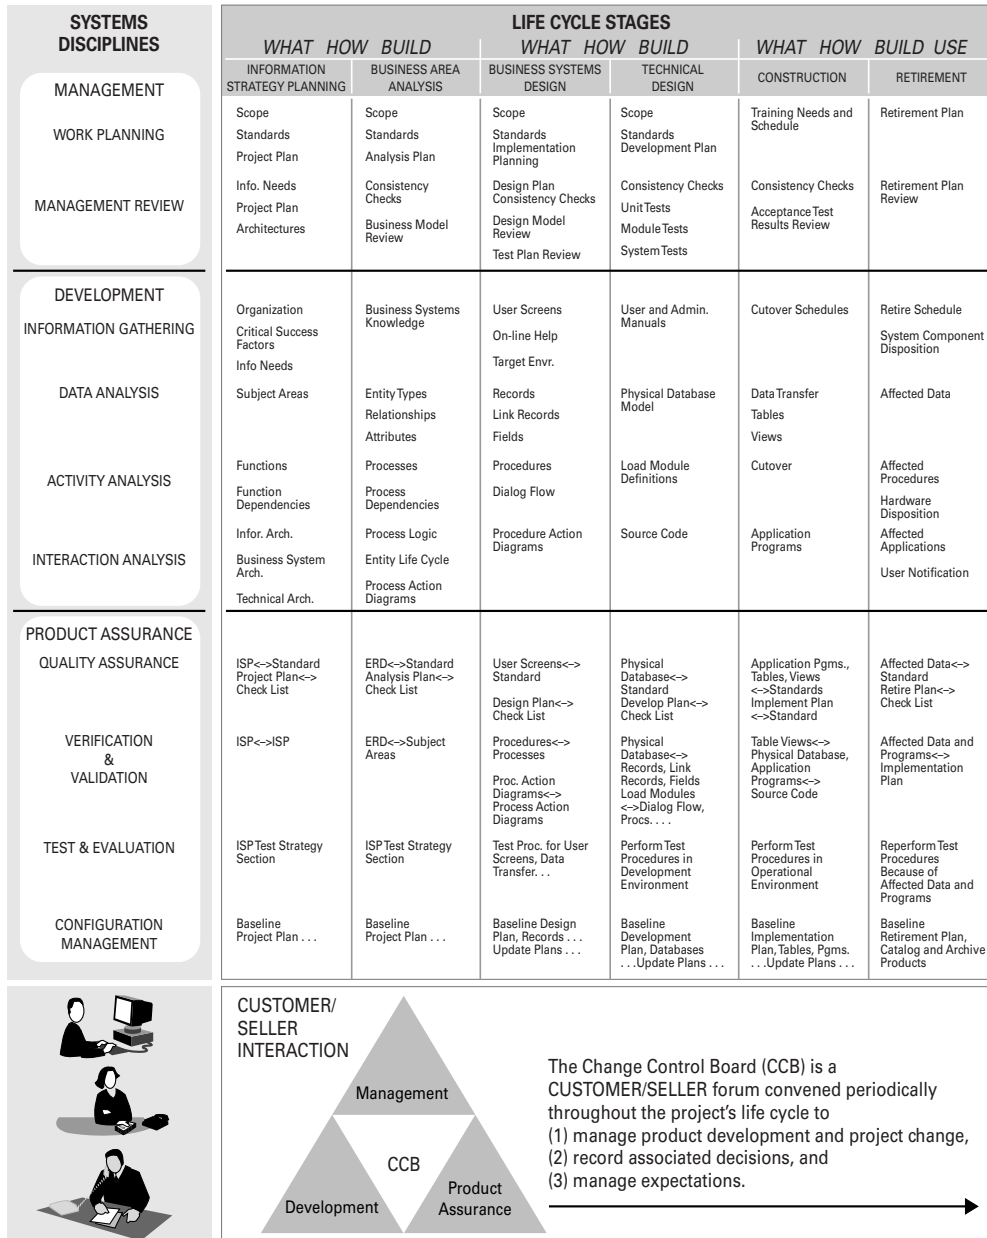 SYSTEMS
DISCIPLINES
LIFE CYCLE STAGES
WHAT HOW BUILD
WHAT HOW BUILD
WHAT HOW BUILD USE
INFORMATION
STRATEGY PLANNING
BUSINESS AREA
ANALYSIS
BUSINESS SYSTEMS
DESIGN
TECHNICAL
DESIGN
CONSTRUCTION
RETIREMENT
MANAGEMENT
WORK PLANNING
Scope
Standards
Project Plan
Scope
Standards
Analysis Plan
Scope
Standards
Implementation
Planning
Scope
Standards
Development Plan
Training Needs and
Schedule
Retirement Plan
MANAGEMENT REVIEW
Info. Needs
Project Plan
Architectures
Consistency
Checks
Business Model
Review
Design Plan
Consistency Checks
Design Model
Review
Test Plan Review
Consistency Checks
Unit Tests
Module Tests
System Tests
Consistency Checks
Acceptance Test
Results Review
Retirement Plan
Review
DEVELOPMENT
INFORMATION GATHERING
Organization
Critical Success
Factors
Info Needs
Business Systems
Knowledge
User Screens
On-line Help
Target Envr.
User and Admin.
Manuals
Cutover Schedules
Retire Schedule
System Component
Disposition
DATA ANALYSIS
Subject Areas
Entity Types
Relationships
Attributes
Records
Link Records
Fields
Physical Database
Model
Data Transfer
Tables
Views
Affected Data
ACTIVITY ANALYSIS
Functions
Function
Dependencies
Processes
Process
Dependencies
Procedures
Dialog Flow
Load Module
Definitions
Cutover
Affected
Procedures
Hardware
Disposition
INTERACTION ANALYSIS
Infor. Arch.
Business System
Arch.
Technical Arch.
Process Logic
Entity Life Cycle
Process Action
Diagrams
Procedure Action
Diagrams
Source Code
Application
Programs
Affected
Applications
User Notification
PRODUCT ASSURANCE
QUALITY ASSURANCE
ISP<–>Standard
Project Plan<–>
Check List
ERD<–>Standard
Analysis Plan<–>
Check List
User Screens<–>
Standard
Design Plan<–>
Check List
Physical
Database<–>
Standard
Develop Plan<–>
Check List
Application Pgms.,
Tables, Views
<–>Standards
Implement Plan
<–>Standard
Affected Data<–>
Standard
Retire Plan<–>
Check List
VERIFICATION
&
VALIDATION
ISP<–>ISP
ERD<–>Subject
Areas
Procedures<–>
Processes
Proc. Action
Diagrams<–>
Process Action
Diagrams
Physical
Database<–>
Records, Link
Records, Fields
Load Modules
<–>Dialog Flow,
Procs. . . .
Table Views<–>
Physical Database,
Application
Programs<–>
Source Code
Affected Data and
Programs<–>
Implementation
Plan
TEST & EVALUATION
ISP Test Strategy
Section
ISP Test Strategy
Section
Test Proc. for User
Screens, Data
Transfer. . .
Perform Test
Procedures in
Development
Environment
Perform Test
Procedures in
Operational
Environment
Reperform Test
Procedures
Because of
Affected Data and
Programs
CONFIGURATION
MANAGEMENT
Baseline
Project Plan . . .
Baseline
Project Plan . . .
Baseline Design
Plan, Records . . .
Update Plans . . .
Baseline
Development
Plan, Databases
. . .Update Plans . . .
Baseline
Implementation
Plan, Tables, Pgms.
. . .Update Plans . . .
Baseline
Retirement Plan,
Catalog and Archive
Products
CUSTOMER/
SELLER
INTERACTION
Management
CCB
Development
Product
Assurance
The Change Control Board (CCB) is a
CUSTOMER/SELLER forum convened periodically
throughout the project's life cycle to
(1) manage product development and project change,
(2) record associated decisions, and
(3) manage expectations.